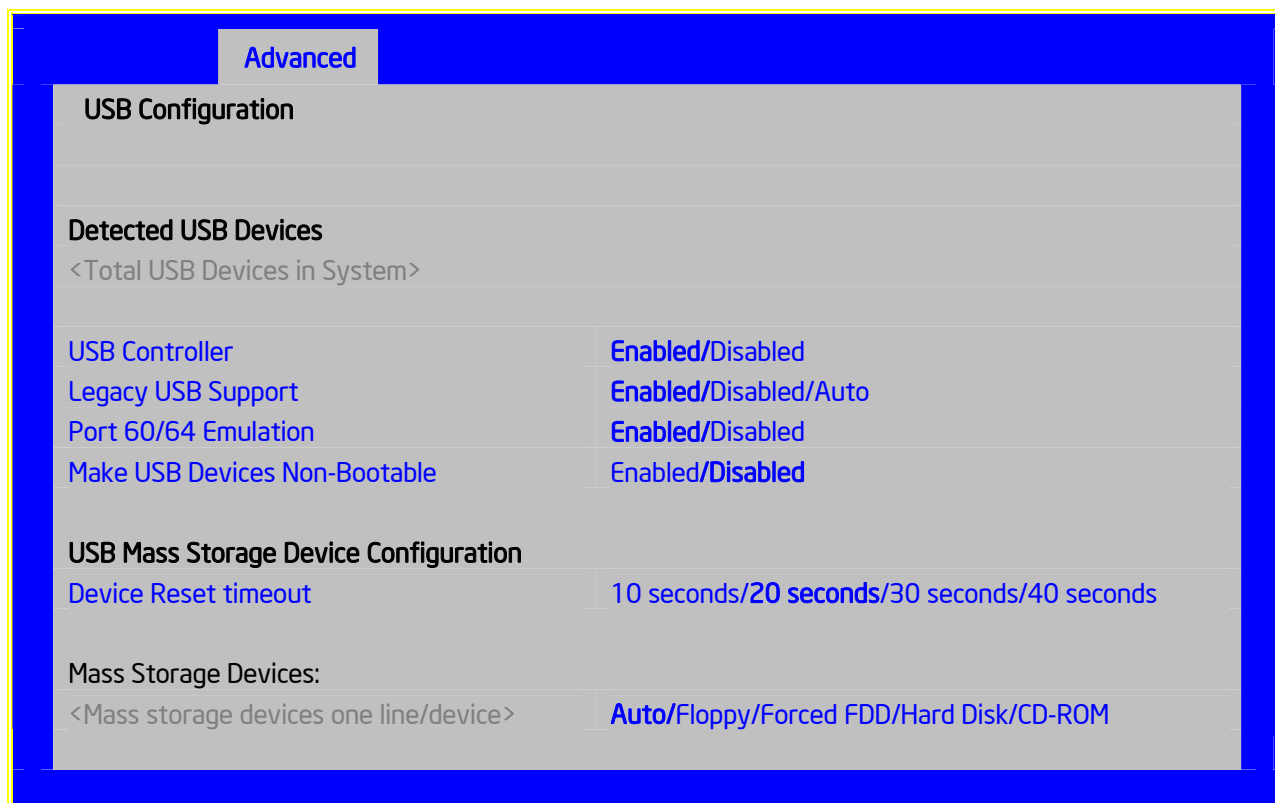 Advanced
USB Configuration
Detected USB Devices
<Total USB Devices in System>
USB Controller Enabled/Disabled
Legacy USB Support Enabled/Disabled/Auto
Port 60/64 Emulation Enabled/Disabled
Make USB Devices Non-Bootable Enabled/Disabled
USB Mass Storage Device Configuration
Device Reset timeout 10 seconds/20 seconds/30 seconds/40 seconds
Mass Storage Devices:
<Mass storage devices one line/device> Auto/Floppy/Forced FDD/Hard Disk/CD-ROM